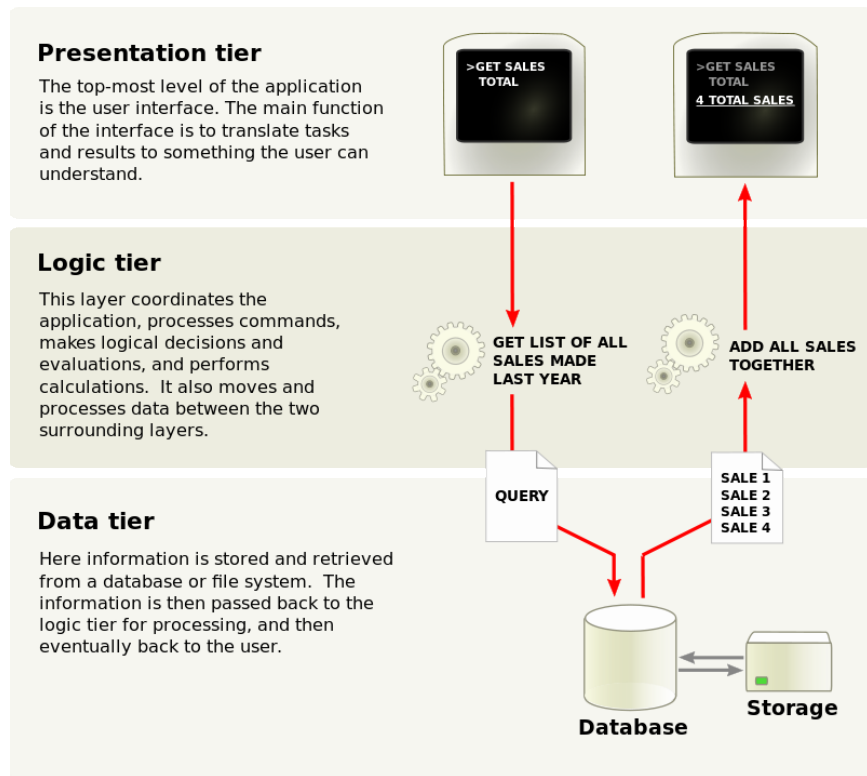 Presentation tier
The top-most level of the application
is the user interface. The main function
of the interface is to translate tasks
and results to something the user can
understand.
>GET SALES
TOTAL
>GET SALES
TOTAL
4 TOTAL SALES
Logic tier
This layer coordinates the
application, processes commands,
makes logical decisions and
evaluations, and performs
calculations.  It also moves and
processes data between the two
surrounding layers.
GET LIST OF ALL
SALES MADE
LAST YEAR
ADD ALL SALES
TOGETHER
QUERY
SALE 1
SALE 2
SALE 3
SALE 4
Data tier
Here information is stored and retrieved
from a database or file system.  The
information is then passed back to the
logic tier for processing, and then
eventually back to the user.
Database
Storage